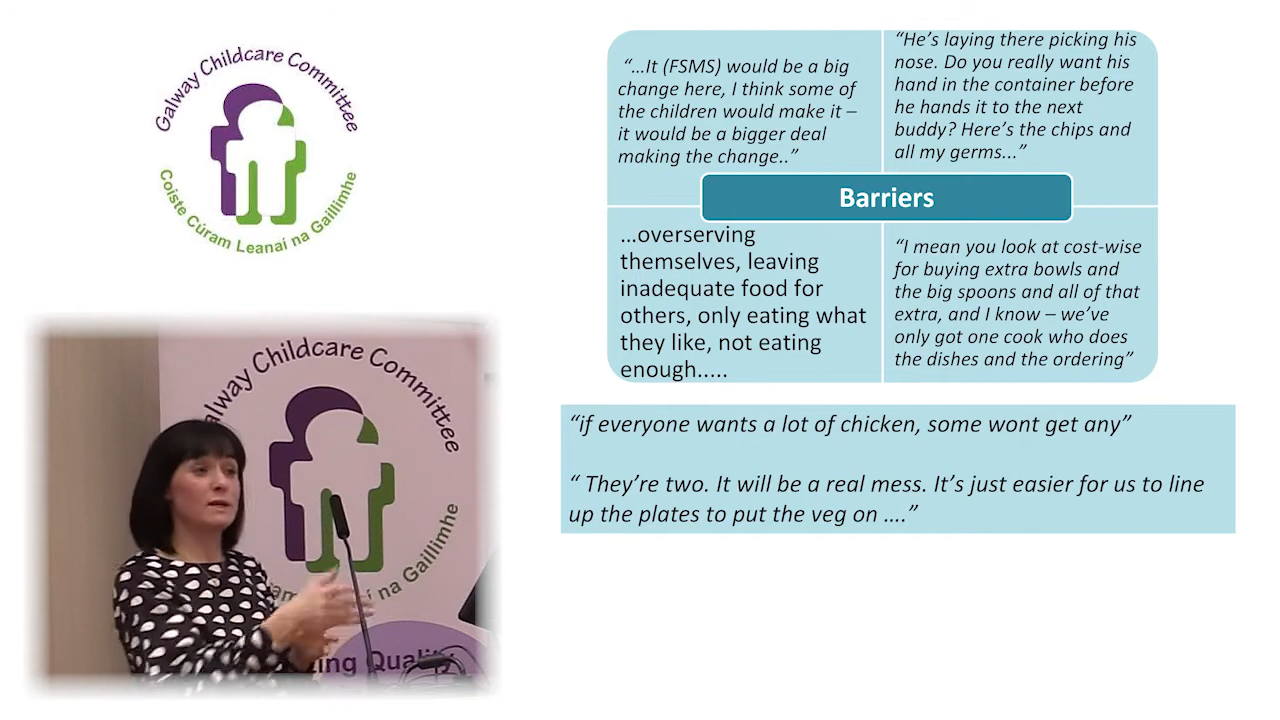 Galway Childcare Committee
Coiste Cúram Leanaí na Gaillimhe
“…It (FSMS) would be a big
change here, I think some of
the children would make it –
it would be a bigger deal
making the change..”
“He’s laying there picking his
nose. Do you really want his
hand in the container before
he hands it to the next
buddy? Here’s the chips and
all my germs...”
Barriers
…overserving
themselves, leaving
inadequate food for
others, only eating what
they like, not eating
enough.....
“I mean you look at cost-wise
for buying extra bowls and
the big spoons and all of that
extra, and I know – we’ve
only got one cook who does
the dishes and the ordering”
“if everyone wants a lot of chicken, some wont get any”
“ They’re two. It will be a real mess. It’s just easier for us to line
up the plates to put the veg on ….”
alway Childcare Committee
na Gaillimhe
Quality